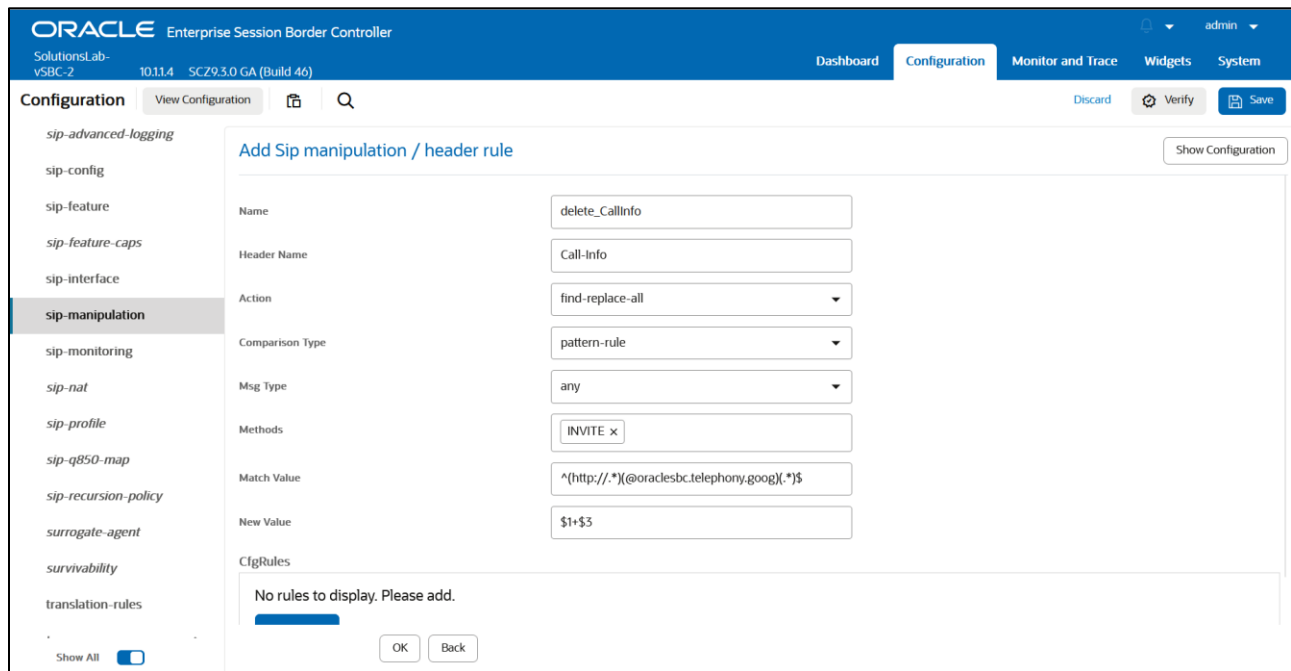 ORACLE Enterprise Session Border Controller
admin
SolutionsLab-
vSBC-2 10.1.1.4 SCZ9.3.0 GA (Build 46)
Dashboard Configuration Monitor and Trace Widgets System
Configuration View Configuration Discard Verify Save
sip-advanced-logging
sip-config
sip-feature
sip-feature-caps
sip-interface
sip-manipulation
sip-monitoring
sip-nat
sip-profile
sip-q850-map
sip-recursion-policy
surrogate-agent
survivability
translation-rules
Show All
Add Sip manipulation / header rule Show Configuration
Name delete_CallInfo
Header Name Call-Info
Action find-replace-all
Comparison Type pattern-rule
Msg Type any
Methods INVITE ×
Match Value ^(http://.*)(@oraclesbc.telephony.goog)(.*)$
New Value $1+$3
CfgRules
No rules to display. Please add.
OK Back